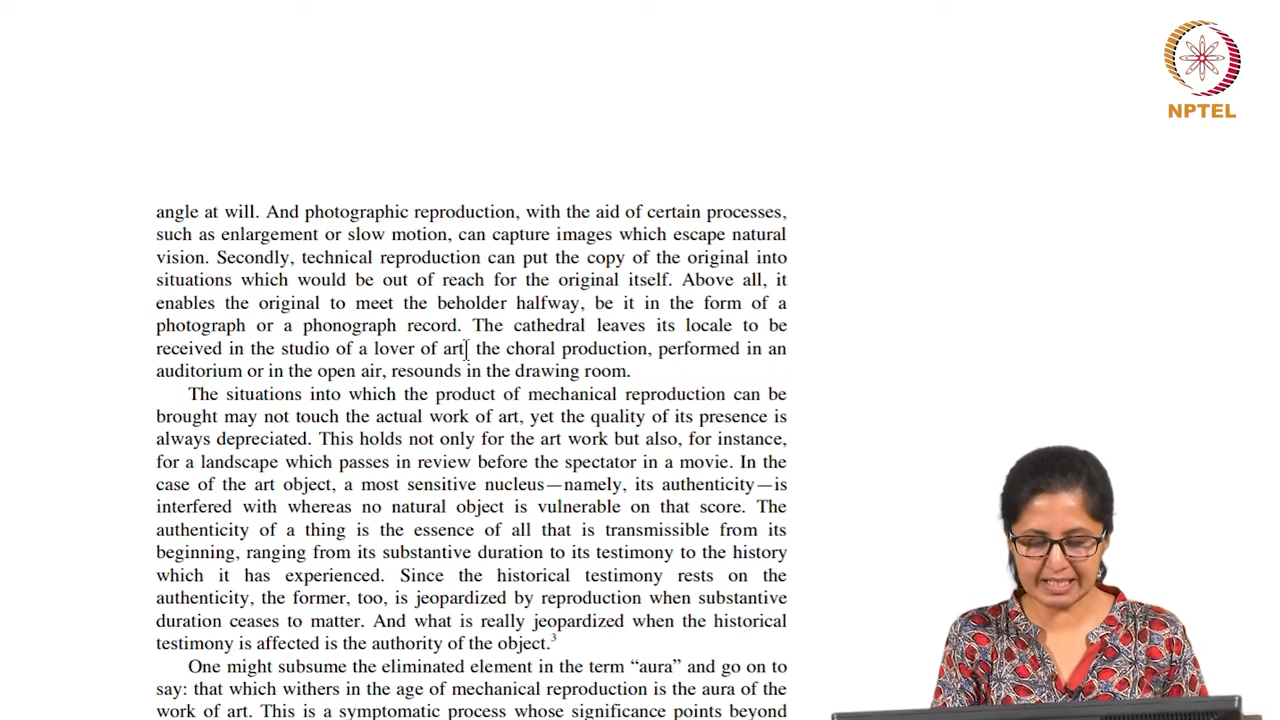 NPTEL
angle at will. And photographic reproduction, with the aid of certain processes,
such as enlargement or slow motion, can capture images which escape natural
vision. Secondly, technical reproduction can put the copy of the original into
situations which would be out of reach for the original itself. Above all, it
enables the original to meet the beholder halfway, be it in the form of a
photograph or a phonograph record. The cathedral leaves its locale to be
received in the studio of a lover of art; the choral production, performed in an
auditorium or in the open air, resounds in the drawing room.
The situations into which the product of mechanical reproduction can be
brought may not touch the actual work of art, yet the quality of its presence is
always depreciated. This holds not only for the art work but also, for instance,
for a landscape which passes in review before the spectator in a movie. In the
case of the art object, a most sensitive nucleus—namely, its authenticity—is
interfered with whereas no natural object is vulnerable on that score. The
authenticity of a thing is the essence of all that is transmissible from its
beginning, ranging from its substantive duration to its testimony to the history
which it has experienced. Since the historical testimony rests on the
authenticity, the former, too, is jeopardized by reproduction when substantive
duration ceases to matter. And what is really jeopardized when the historical
testimony is affected is the authority of the object.3
One might subsume the eliminated element in the term “aura” and go on to
say: that which withers in the age of mechanical reproduction is the aura of the
work of art. This is a symptomatic process whose significance points beyond